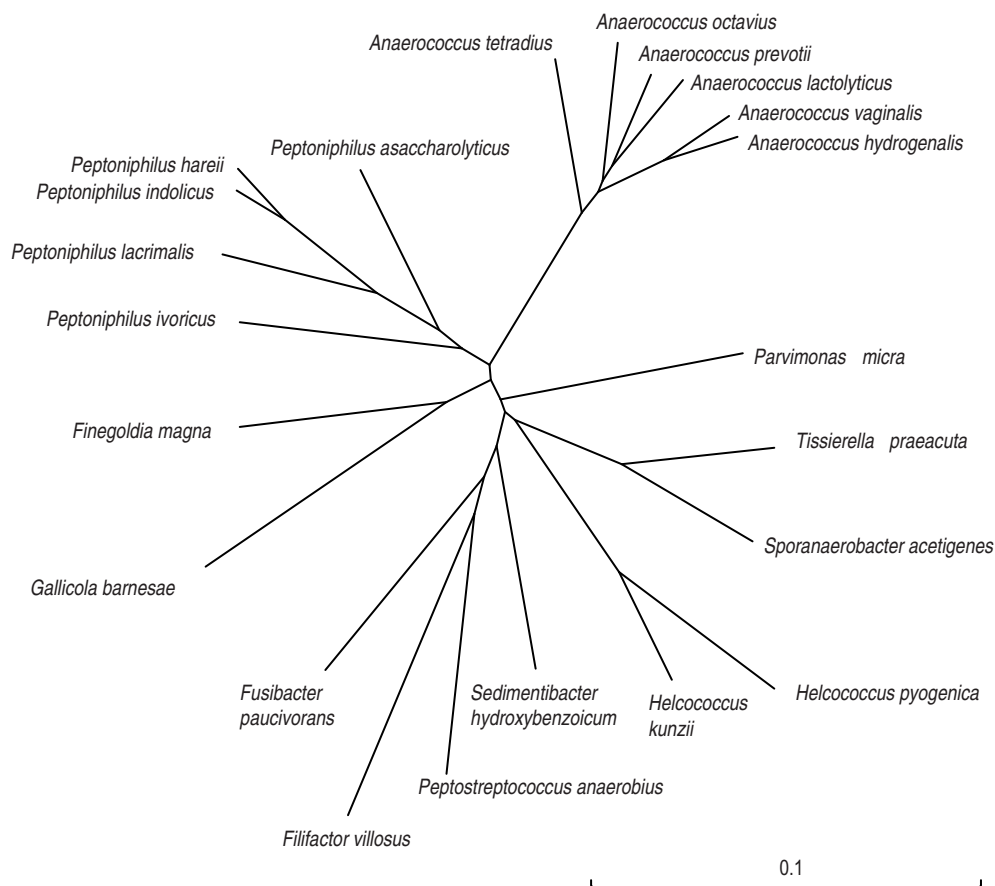 Anaerococcus octavius
Anaerococcus tetradius
Anaerococcus prevotii
Anaerococcus lactolyticus
Anaerococcus vaginalis
Anaerococcus hydrogenalis
Peptoniphilus asaccharolyticus
Peptoniphilus hareii
Peptoniphilus indolicus
Peptoniphilus lacrimalis
Peptoniphilus ivoricus
Parvimonas micra
Finegoldia magna
Tissierella praeacuta
Sporanaerobacter acetigenes
Gallicola barnesae
Fusibacter
paucivorans
Sedimentibacter
hydroxybenzoicum
Helcococcus
kunzii
Helcococcus pyogenica
Peptostreptococcus anaerobius
Filifactor villosus
0.1